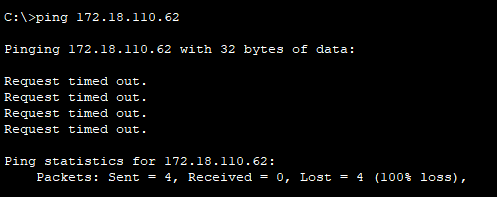 C:\>ping 172.18.110.62
Pinging 172.18.110.62 with 32 bytes of data:
Request timed out.
Request timed out.
Request timed out.
Request timed out.
Ping statistics for 172.18.110.62:
Packets: Sent = 4, Received = 0, Lost = 4 (100% loss),